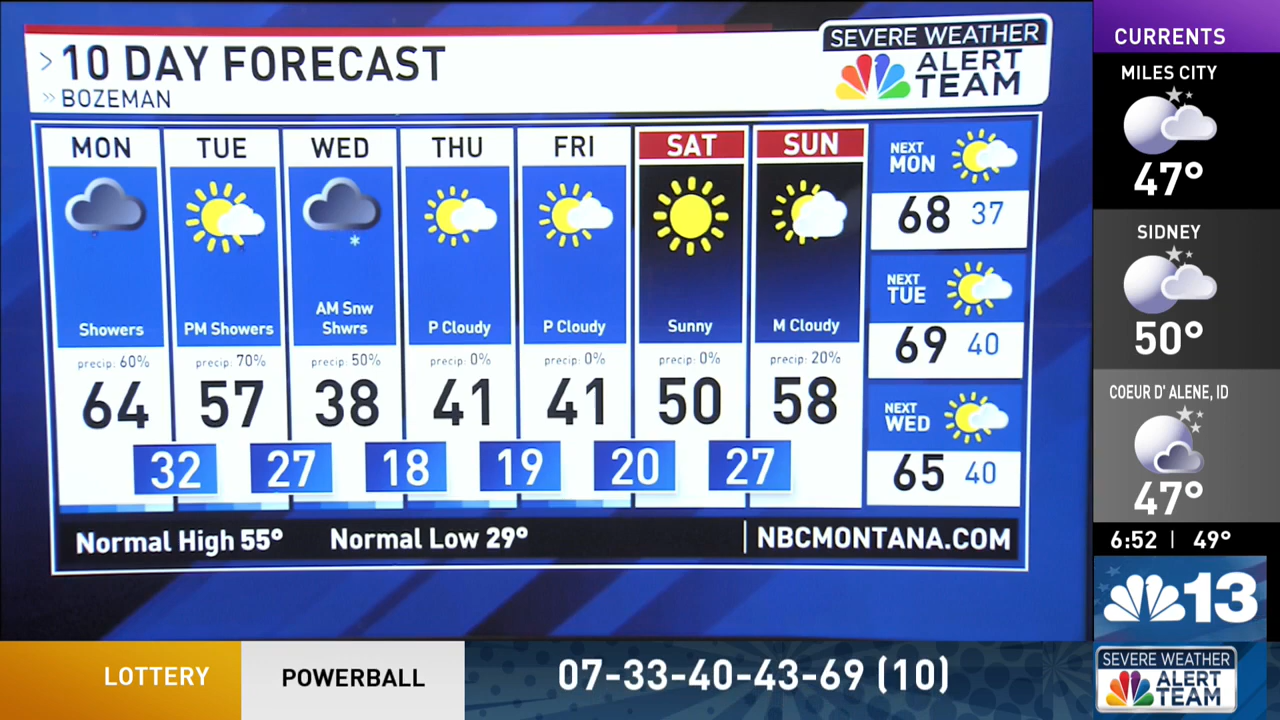 > 10 DAY FORECAST
» BOZEMAN
SEVERE WEATHER
ALERT
TEAM
MON
Showers
precip: 60%
64
32
TUE
PM Showers
precip: 70%
57
27
WED
AM Snw
Shwrs
precip: 50%
38
18
THU
P Cloudy
precip: 0%
41
19
FRI
P Cloudy
precip: 0%
41
20
SAT
Sunny
precip: 0%
50
27
SUN
M Cloudy
precip: 20%
58
NEXT
MON
68 37
NEXT
TUE
69 40
NEXT
WED
65 40
Normal High 55° Normal Low 29° | NBCMONTANA.COM
CURRENTS
MILES CITY
47°
SIDNEY
50°
COEUR D' ALENE, ID
47°
6:52 | 49°
13
SEVERE WEATHER
ALERT
TEAM
LOTTERY POWERBALL 07-33-40-43-69 (10)